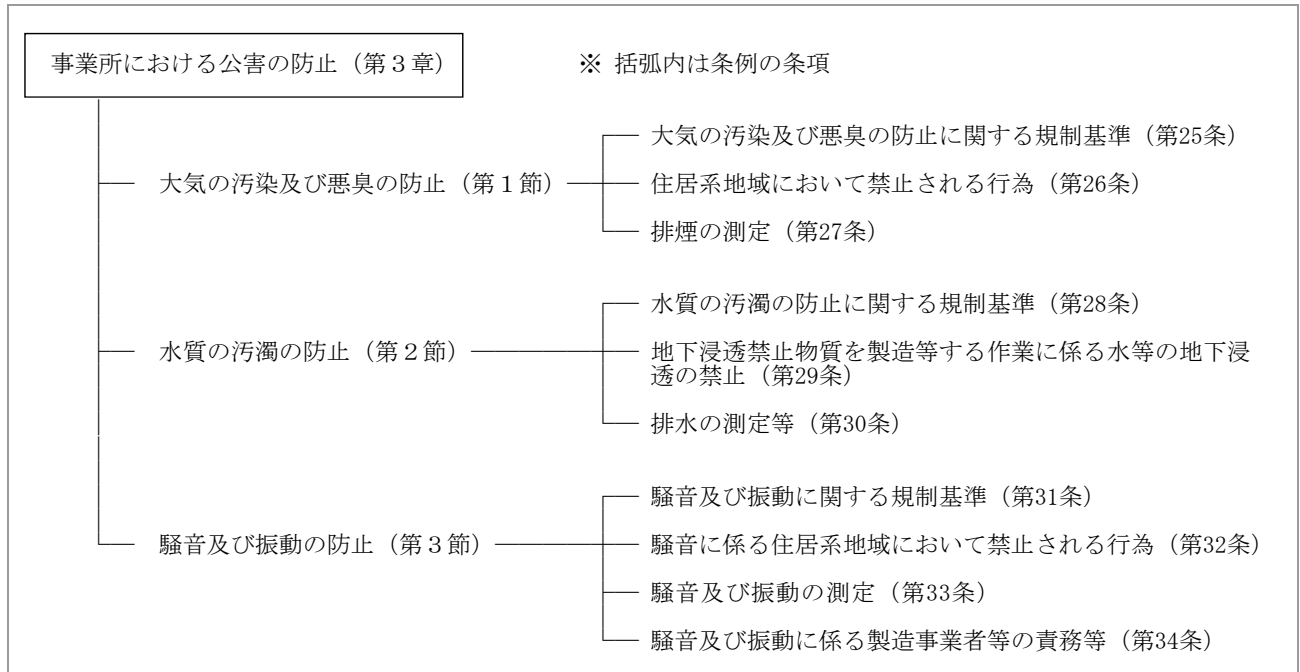 事業所における公害の防止(第3章)
※ 括弧内は条例の条項
大気の汚染及び悪臭の防止(第1節)
大気の汚染及び悪臭の防止に関する規制基準(第25条)
住居系地域において禁止される行為(第26条)
排煙の測定(第27条)
水質の汚濁の防止(第2節)
水質の汚濁の防止に関する規制基準(第28条)
地下浸透禁止物質を製造等する作業に係る水等の地下浸
透の禁止(第29条)
排水の測定等(第30条)
騒音及び振動の防止(第3節)
騒音及び振動に関する規制基準(第31条)
騒音に係る住居系地域において禁止される行為(第32条)
騒音及び振動の測定(第33条)
騒音及び振動に係る製造事業者等の責務等(第34条)